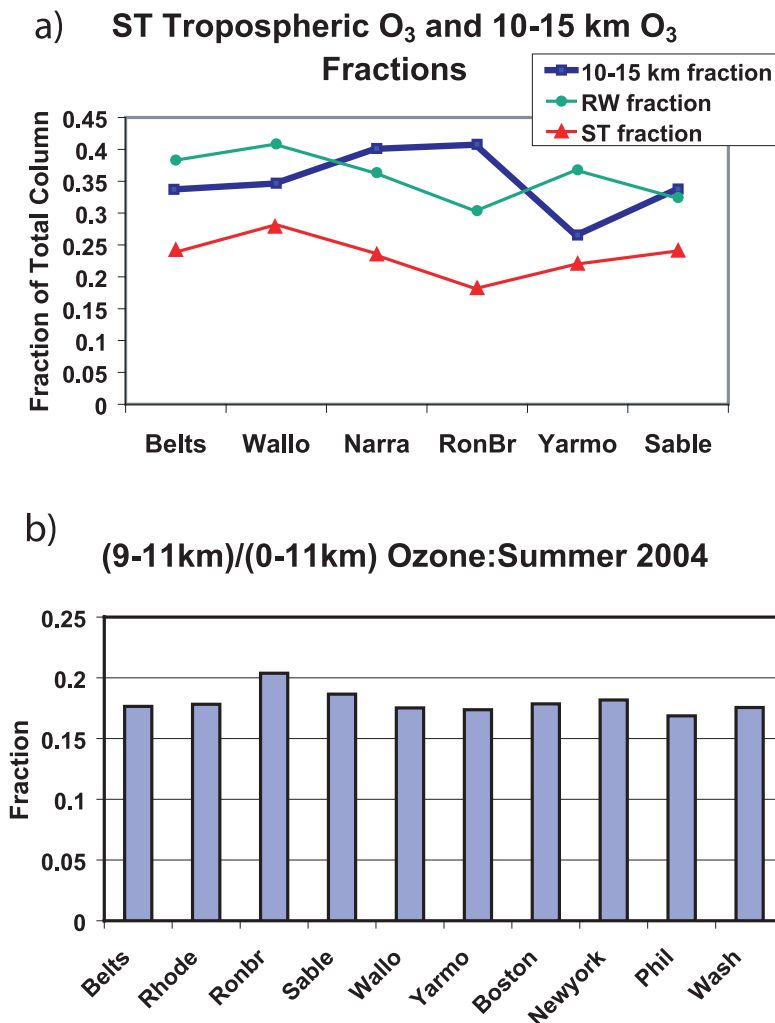 a)
ST Tropospheric O₃ and 10-15 km O₃
Fractions
10-15 km fraction
RW fraction
ST fraction
Fraction of Total Column
0.45
0.4
0.35
0.3
0.25
0.2
0.15
0.1
0.05
0
Belts Wallo Narra RonBr Yarmo Sable
b)
(9-11km)/(0-11km) Ozone:Summer 2004
Fraction
0.25
0.2
0.15
0.1
0.05
0
Belts Rhode Ronbr Sable Wallo Yarmo Boston Newyork Phil Wash